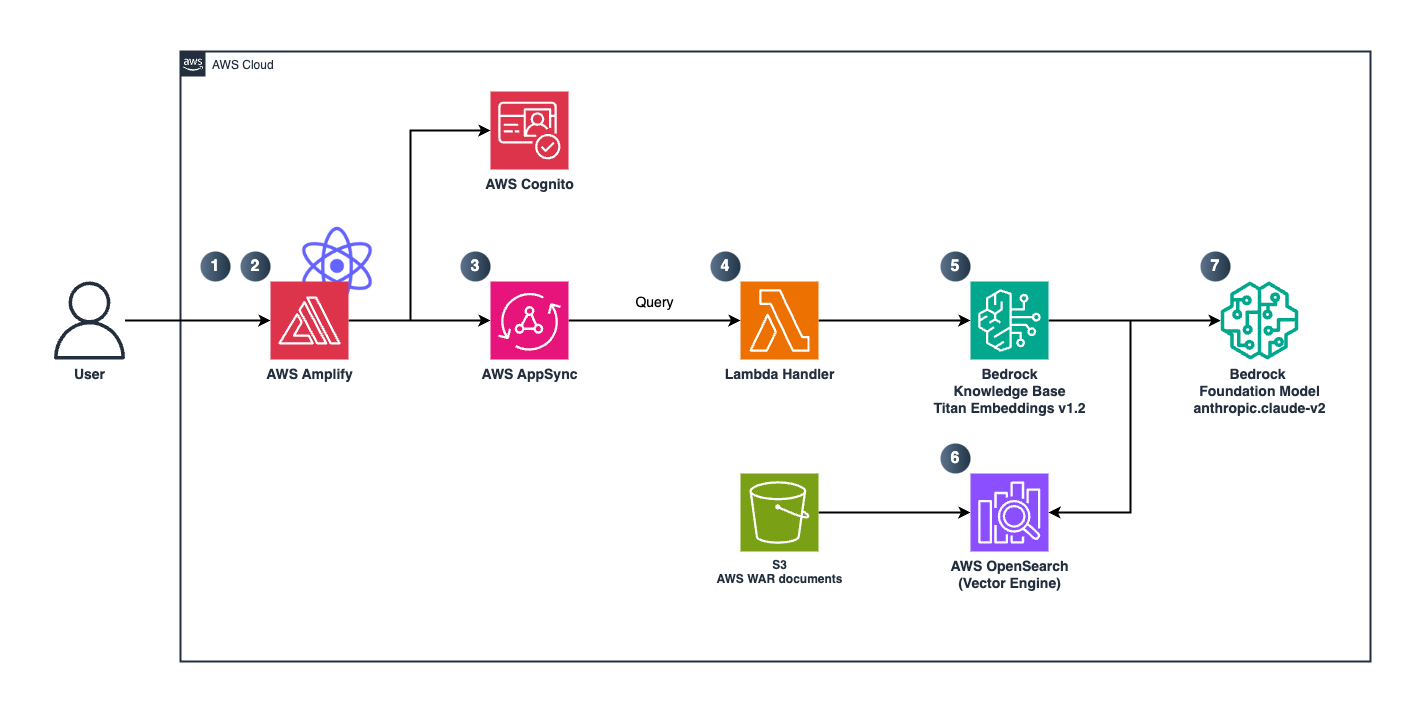 aws
AWS Cloud
AWS Cognito
1
2
3
4
5
7
Query
User
AWS Amplify
AWS AppSync
Lambda Handler
Bedrock
Knowledge Base
Titan Embeddings v1.2
Bedrock
Foundation Model
anthropic.claude-v2
6
S3
AWS WAR documents
AWS OpenSearch
(Vector Engine)